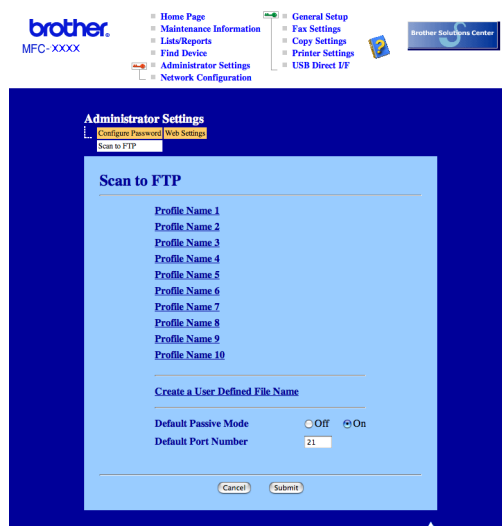 brother.
MFC-XXXX
Home Page
Maintenance Information
Lists/Reports
Find Device
Administrator Settings
Network Configuration
General Setup
Fax Settings
Copy Settings
Printer Settings
USB Direct I/F
Brother Solutions Center
Administrator Settings
Configure Password Web Settings
Scan to FTP
Scan to FTP
Profile Name 1
Profile Name 2
Profile Name 3
Profile Name 4
Profile Name 5
Profile Name 6
Profile Name 7
Profile Name 8
Profile Name 9
Profile Name 10
Create a User Defined File Name
Default Passive Mode Off On
Default Port Number 21
Cancel Submit